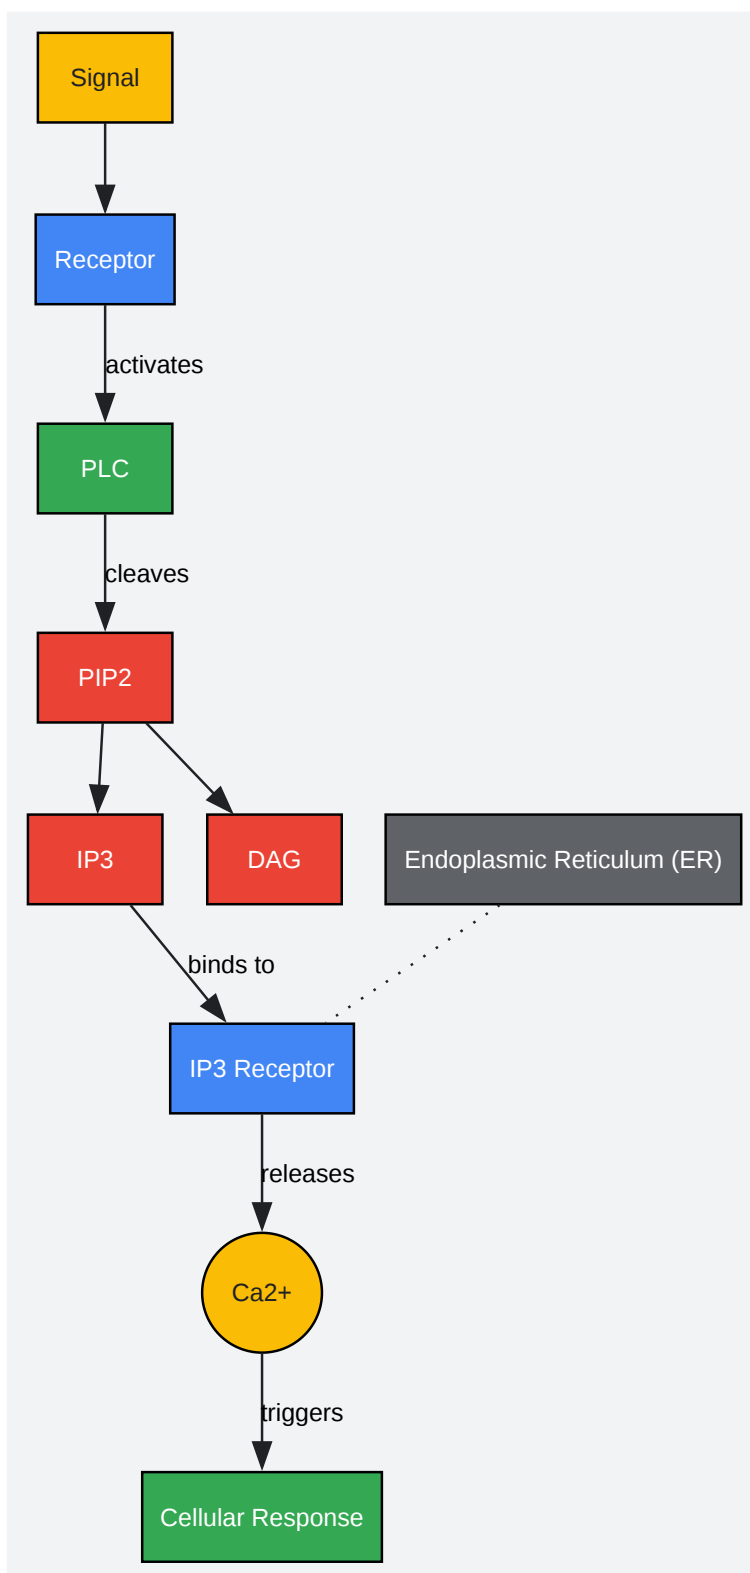 Signal
Receptor
activates
PLC
cleaves
PIP2
IP3
DAG
Endoplasmic Reticulum (ER)
binds to
IP3 Receptor
releases
Ca2+
triggers
Cellular Response